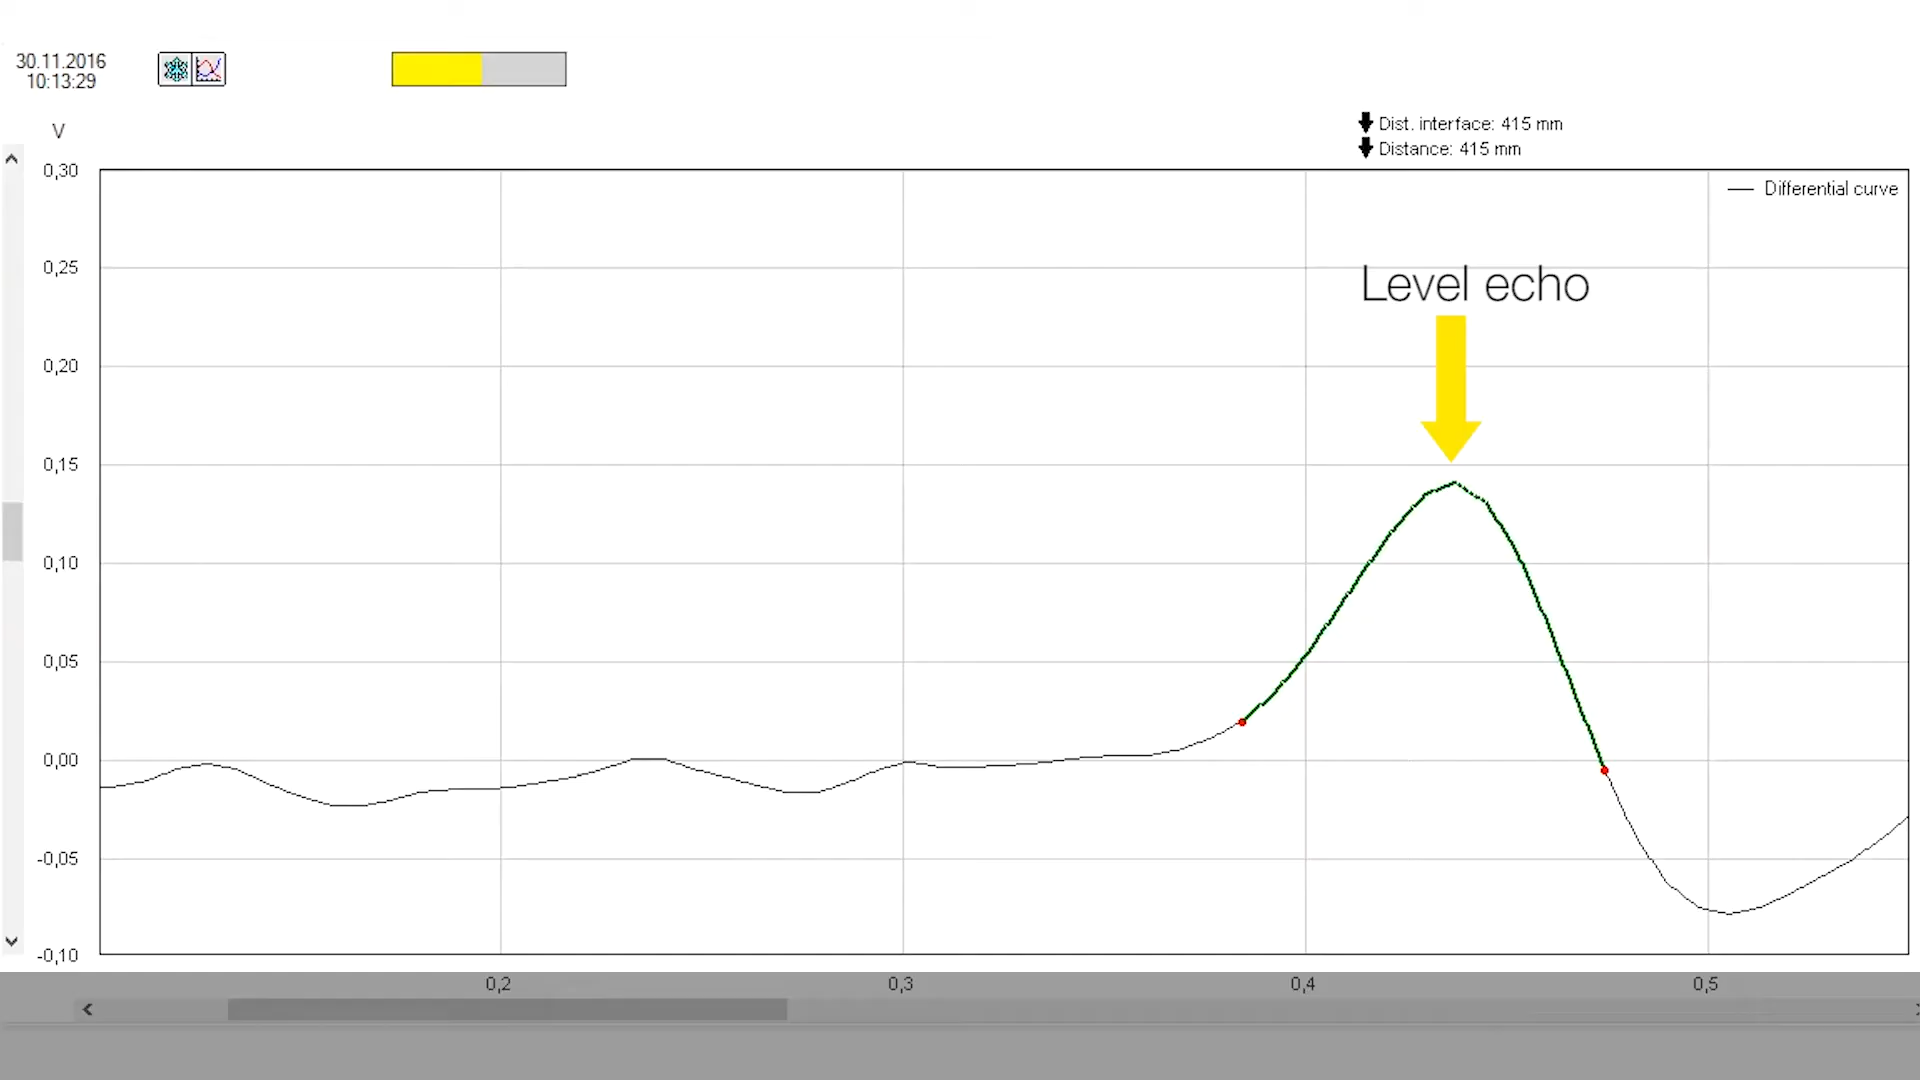 30.11.2016
10:13:29
V
Dist. interface: 415 mm
Distance: 415 mm
0,30
Differential curve
0,25
Level echo
0,20
0,15
0,10
0,05
0,00
-0,05
-0,10
0,2 0,3 0,4 0,5